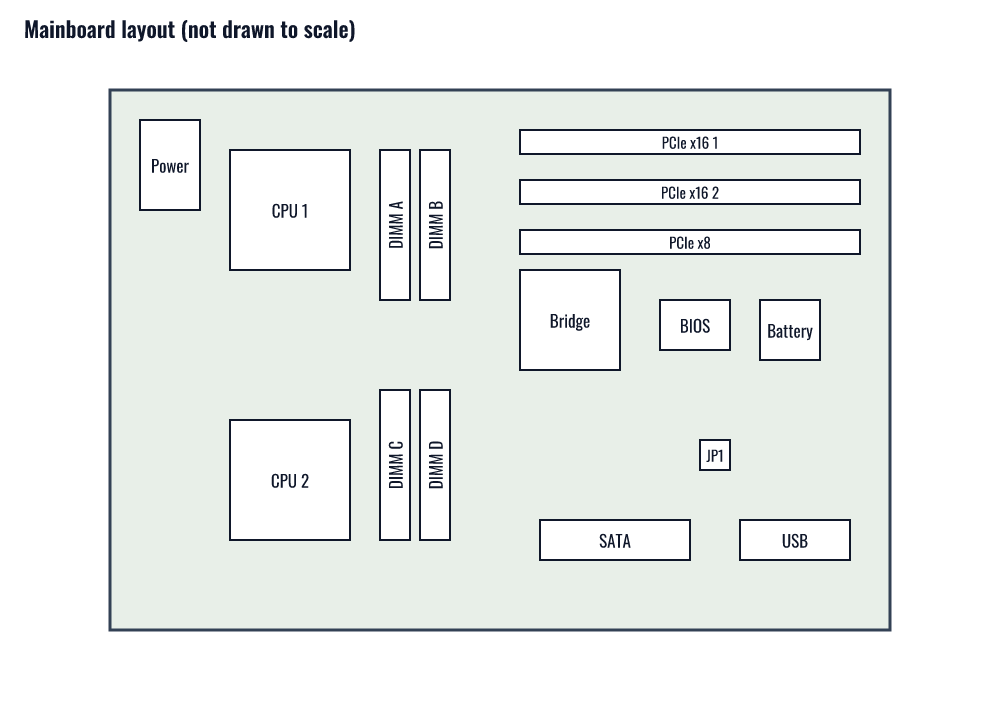 Mainboard layout (not drawn to scale)
Power
CPU 1
DIMM A
DIMM B
PCIe x16 1
PCIe x16 2
PCIe x8
Bridge
BIOS
Battery
CPU 2
DIMM C
DIMM D
JP1
SATA
USB